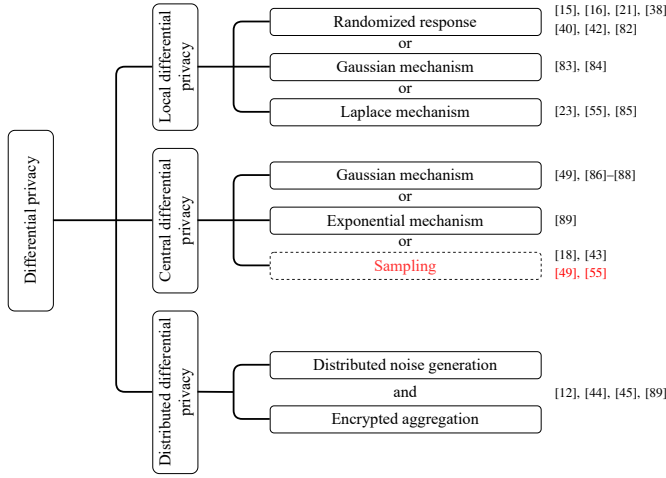 Differential privacy
Local differential
privacy
Randomized response
[15], [16], [21], [38]
[40], [42], [82]
or
Gaussian mechanism
[83], [84]
or
Laplace mechanism
[23], [55], [85]
Central differential
privacy
Gaussian mechanism
[49], [86]–[88]
or
Exponential mechanism
[89]
or
Sampling
[18], [43]
[49], [55]
Distributed differential
privacy
Distributed noise generation
and
[12], [44], [45], [89]
Encrypted aggregation